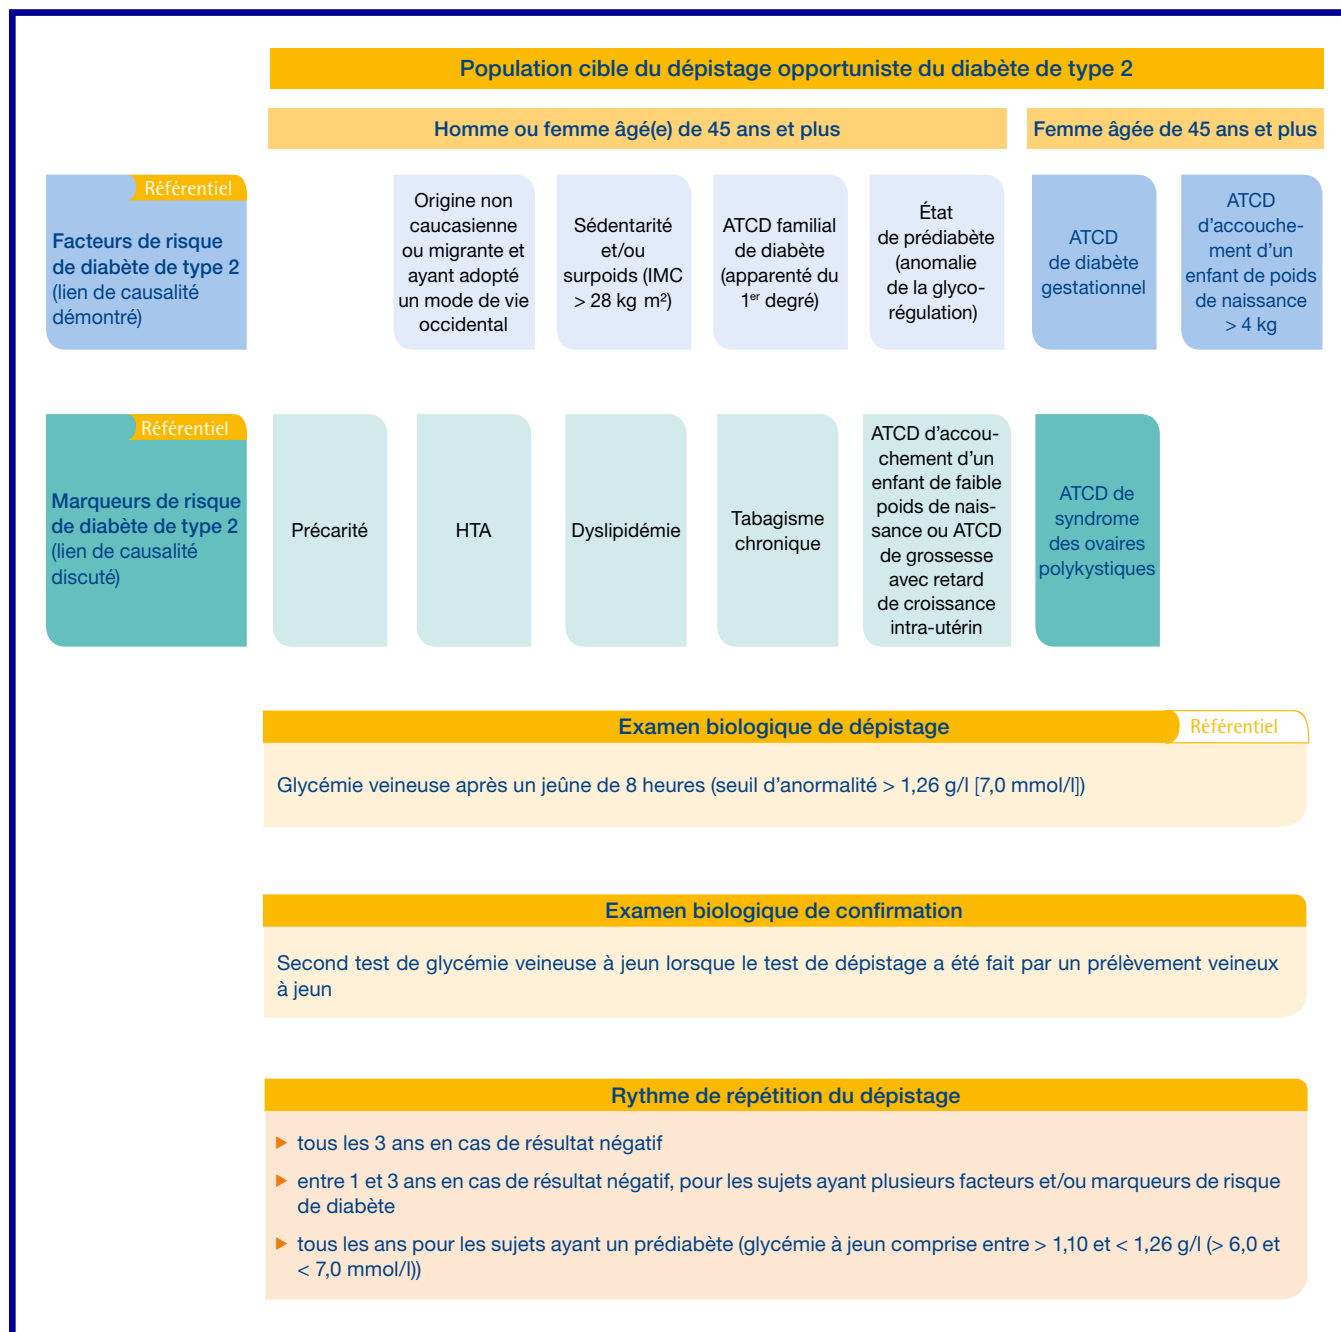 Population cible du dépistage opportuniste du diabète de type 2
Homme ou femme âgé(e) de 45 ans et plus
Femme âgée de 45 ans et plus
Référentiel
Facteurs de risque
de diabète de type 2
(lien de causalité
démontré)
Origine non
caucasienne
ou migrante et
ayant adopté
un mode de vie
occidental
Sédentarité
et/ou
surpoids (IMC
> 28 kg m²)
ATCD familial
de diabète
(apparenté du
1er degré)
État
de prédiabète
(anomalie
de la glyco-
régulation)
ATCD
de diabète
gestationnel
ATCD
d'accouche-
ment d'un
enfant de poids
de naissance
> 4 kg
Référentiel
Marqueurs de risque
de diabète de type 2
(lien de causalité
discuté)
Précarité
HTA
Dyslipidémie
Tabagisme
chronique
ATCD d'accou-
chement d'un
enfant de faible
poids de nais-
sance ou ATCD
de grossesse
avec retard
de croissance
intra-utérin
ATCD de
syndrome
des ovaires
polykystiques
Examen biologique de dépistage
Référentiel
Glycémie veineuse après un jeûne de 8 heures (seuil d'anormalité > 1,26 g/l [7,0 mmol/l])
Examen biologique de confirmation
Second test de glycémie veineuse à jeun lorsque le test de dépistage a été fait par un prélèvement veineux
à jeun
Rythme de répétition du dépistage
► tous les 3 ans en cas de résultat négatif
► entre 1 et 3 ans en cas de résultat négatif, pour les sujets ayant plusieurs facteurs et/ou marqueurs de risque
de diabète
► tous les ans pour les sujets ayant un prédiabète (glycémie à jeun comprise entre > 1,10 et < 1,26 g/l (> 6,0 et
< 7,0 mmol/l))